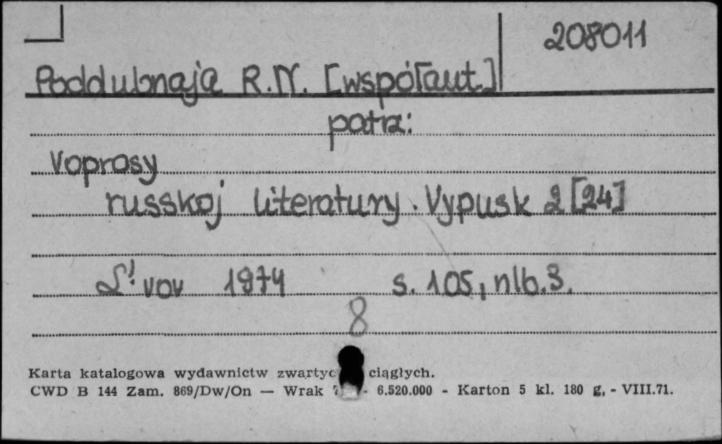 208011
Poddubnaja R.N. [współaut.]
patrz:
Voprosy
russkoj literatury. Vypusk 2 [24]
L'vov 1974 s. 105, nlb. 3.
8
Karta katalogowa wydawnictw zwartyc ciągłych.
CWD B 144 Zam. 869/Dw/On — Wrak - 6.520.000 - Karton 5 kl. 180 g. - VIII.71.